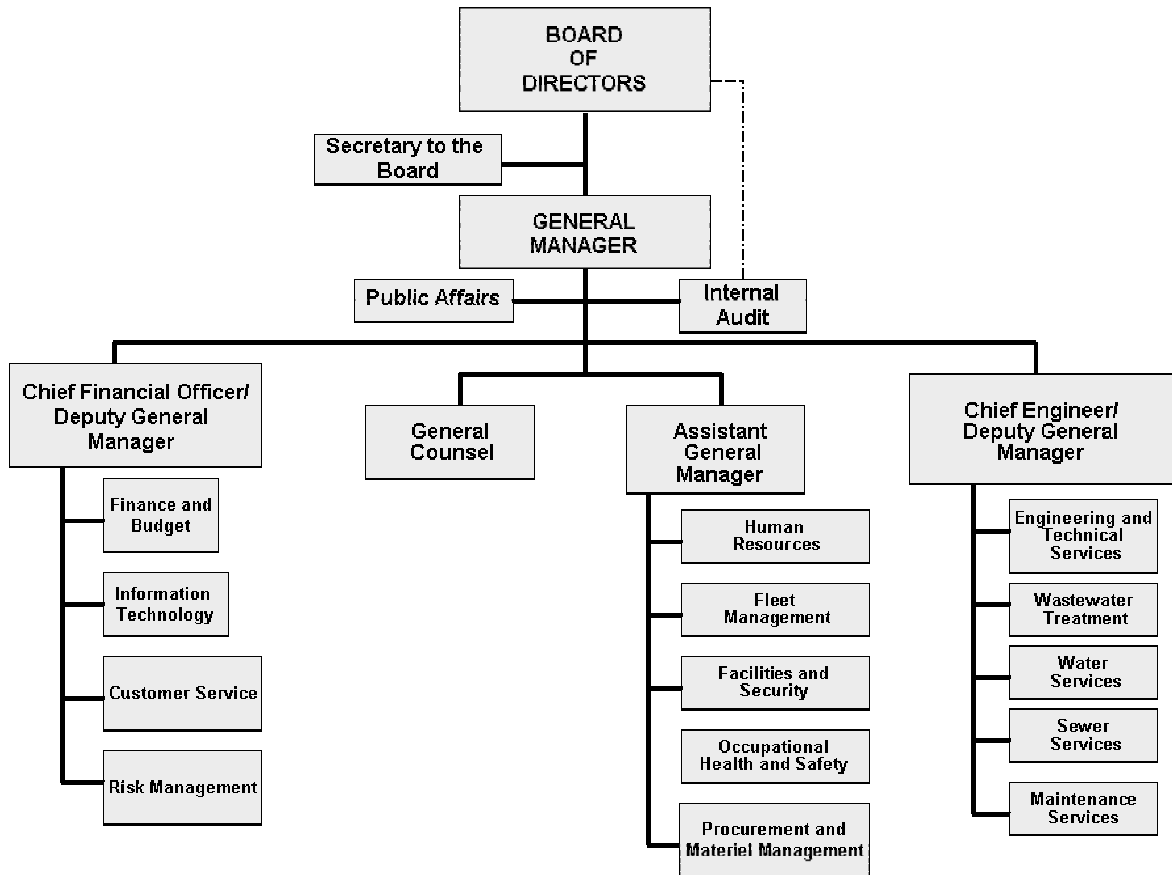 BOARD
OF
DIRECTORS
Secretary to the
Board
GENERAL
MANAGER
Public Affairs
Internal
Audit
Chief Financial Officer/
Deputy General
Manager
General
Counsel
Assistant
General
Manager
Chief Engineer/
Deputy General
Manager
Finance and
Budget
Information
Technology
Customer Service
Risk Management
Human
Resources
Fleet
Management
Facilities and
Security
Occupational
Health and Safety
Procurement and
Materiel Management
Engineering and
Technical
Services
Wastewater
Treatment
Water
Services
Sewer
Services
Maintenance
Services